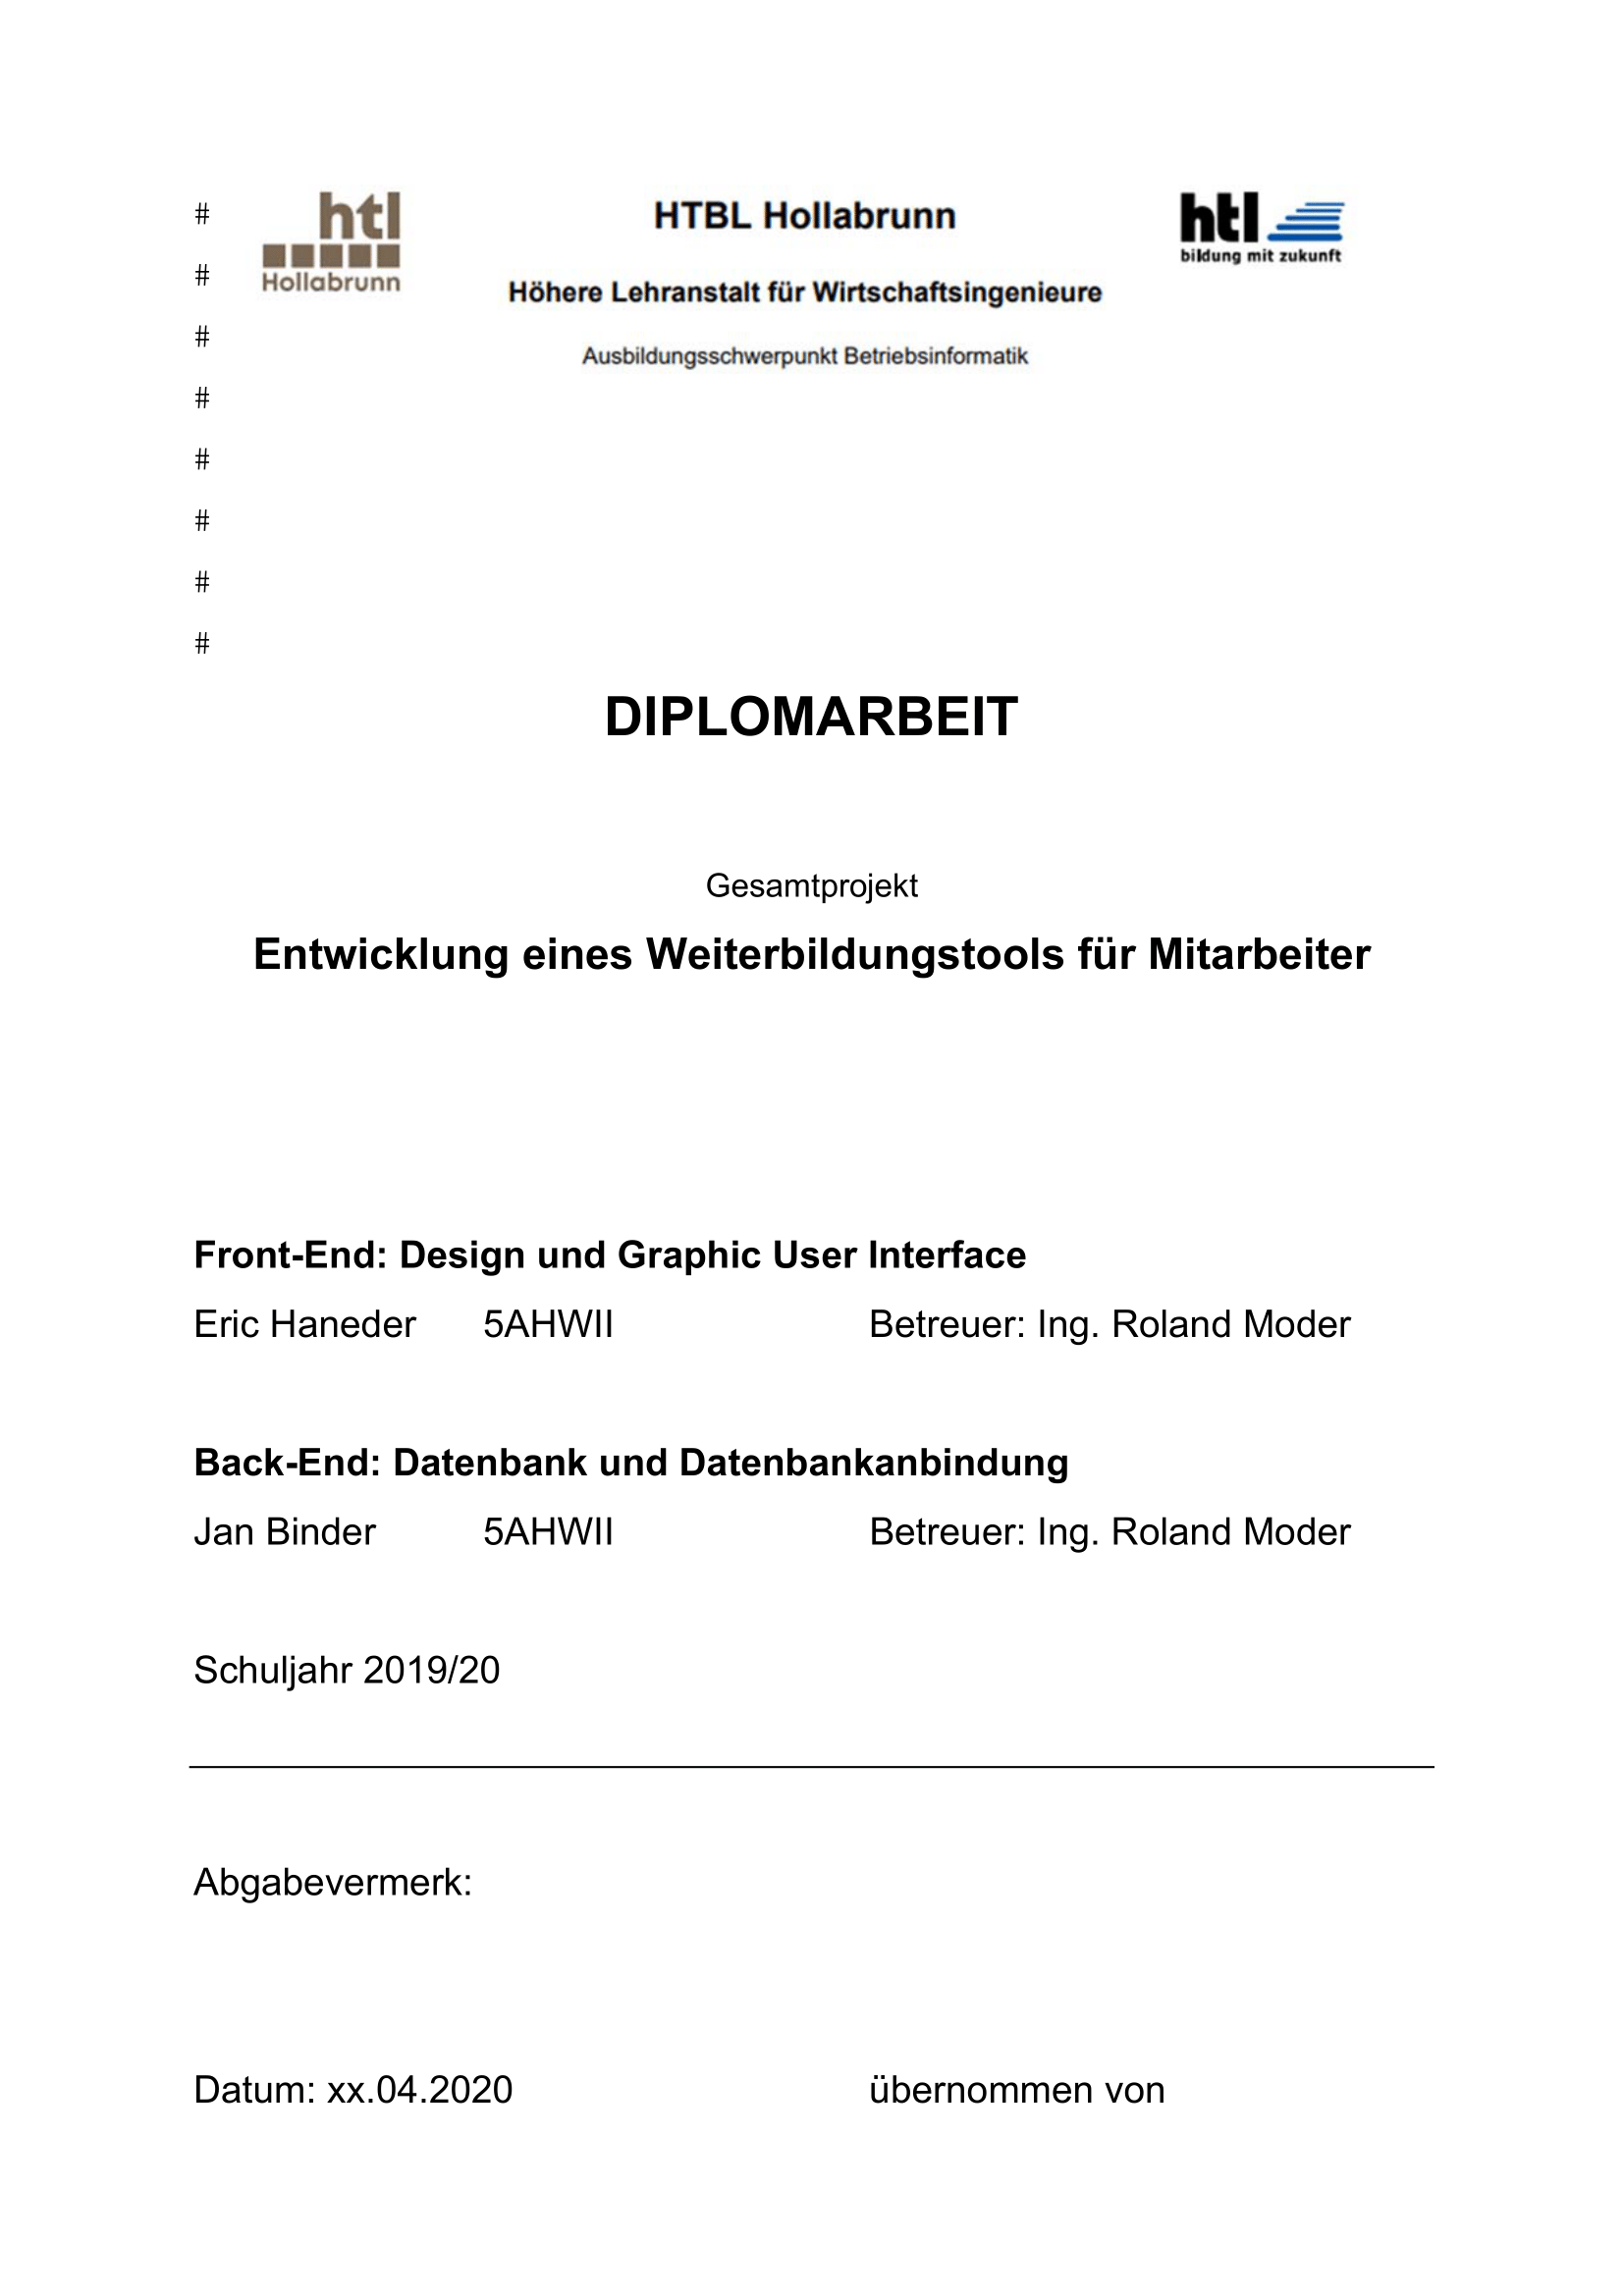 #
htl
Hollabrunn
HTBL Hollabrunn
htl
bildung mit zukunft
#
Höhere Lehranstalt für Wirtschaftsingenieure
#
Ausbildungsschwerpunkt Betriebsinformatik
#
#
#
#
#
DIPLOMARBEIT
Gesamtprojekt
Entwicklung eines Weiterbildungstools für Mitarbeiter
Front-End: Design und Graphic User Interface
Eric Haneder 5AHWII Betreuer: Ing. Roland Moder
Back-End: Datenbank und Datenbankanbindung
Jan Binder 5AHWII Betreuer: Ing. Roland Moder
Schuljahr 2019/20
Abgabevermerk:
Datum: xx.04.2020 übernommen von